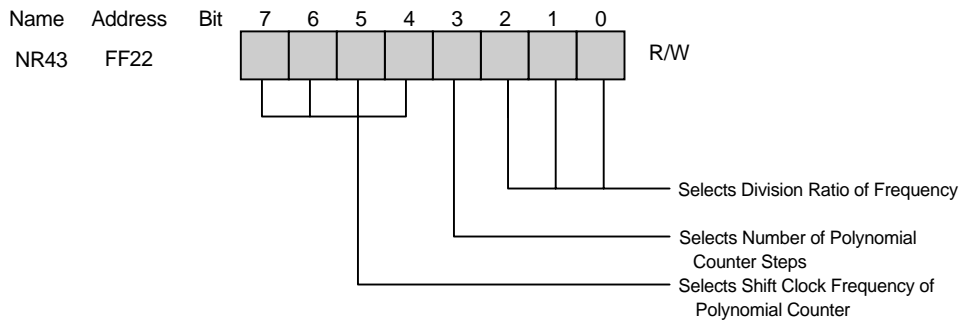 Name Address Bit 7 6 5 4 3 2 1 0
NR43 FF22 R/W
Selects Division Ratio of Frequency
Selects Number of Polynomial
Counter Steps
Selects Shift Clock Frequency of
Polynomial Counter